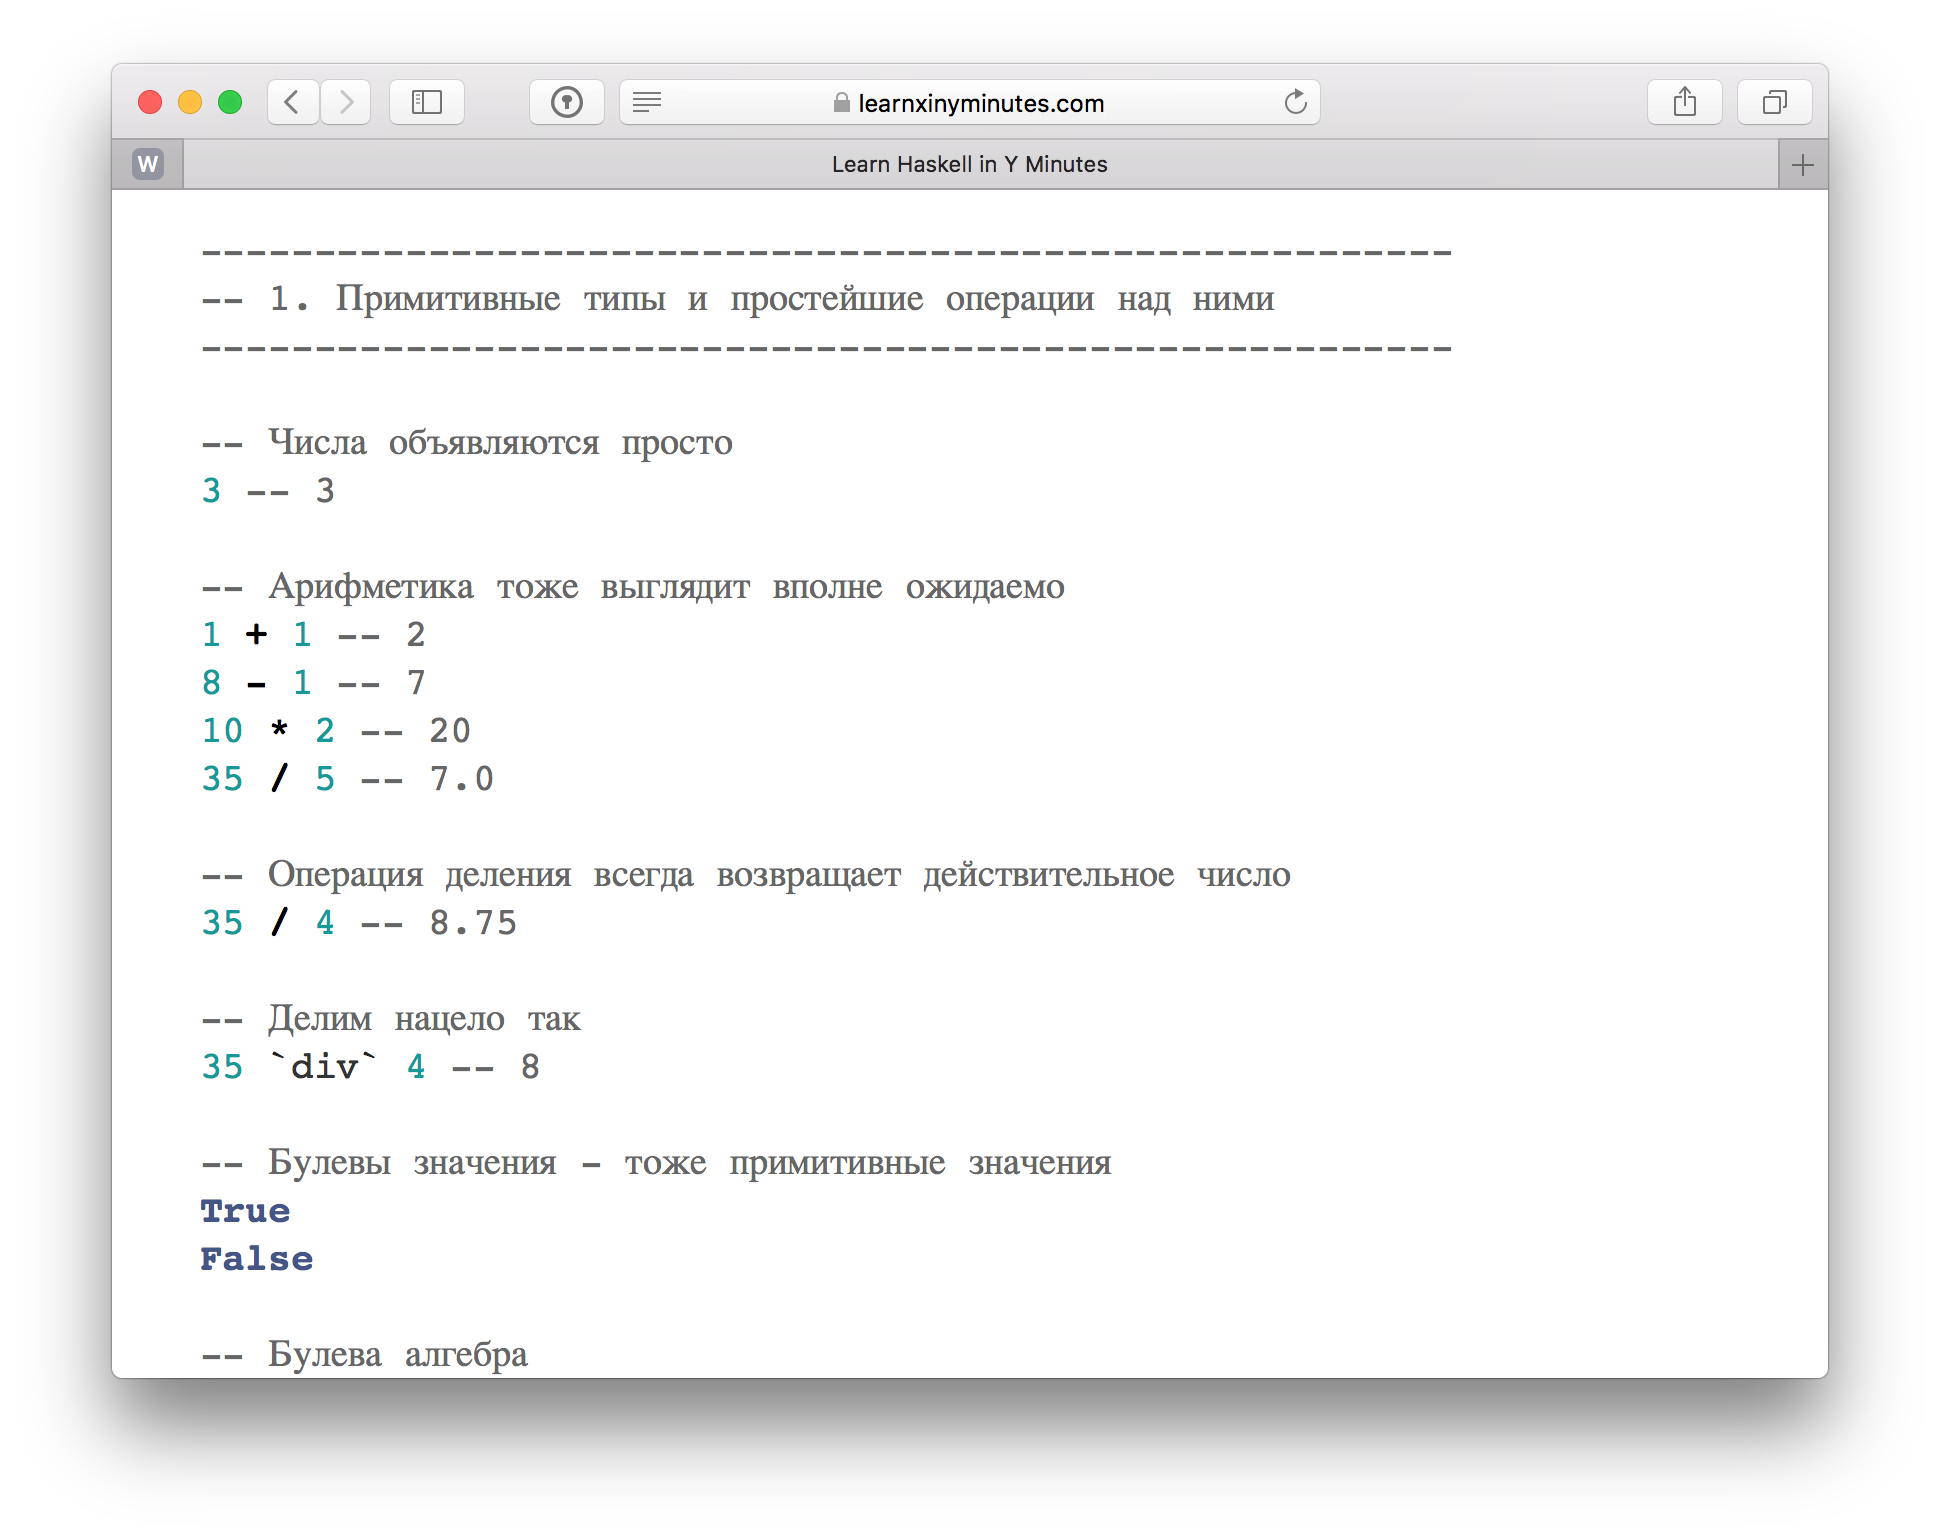 learnxinyminutes.com
W
Learn Haskell in Y Minutes
-------------------------------------------------------
-- 1. Примитивные типы и простейшие операции над ними
-------------------------------------------------------
-- Числа объявляются просто
3 -- 3
-- Арифметика тоже выглядит вполне ожидаемо
1 + 1 -- 2
8 - 1 -- 7
10 * 2 -- 20
35 / 5 -- 7.0
-- Операция деления всегда возвращает действительное число
35 / 4 -- 8.75
-- Делим нацело так
35 `div` 4 -- 8
-- Булевы значения - тоже примитивные значения
True
False
-- Булева алгебра